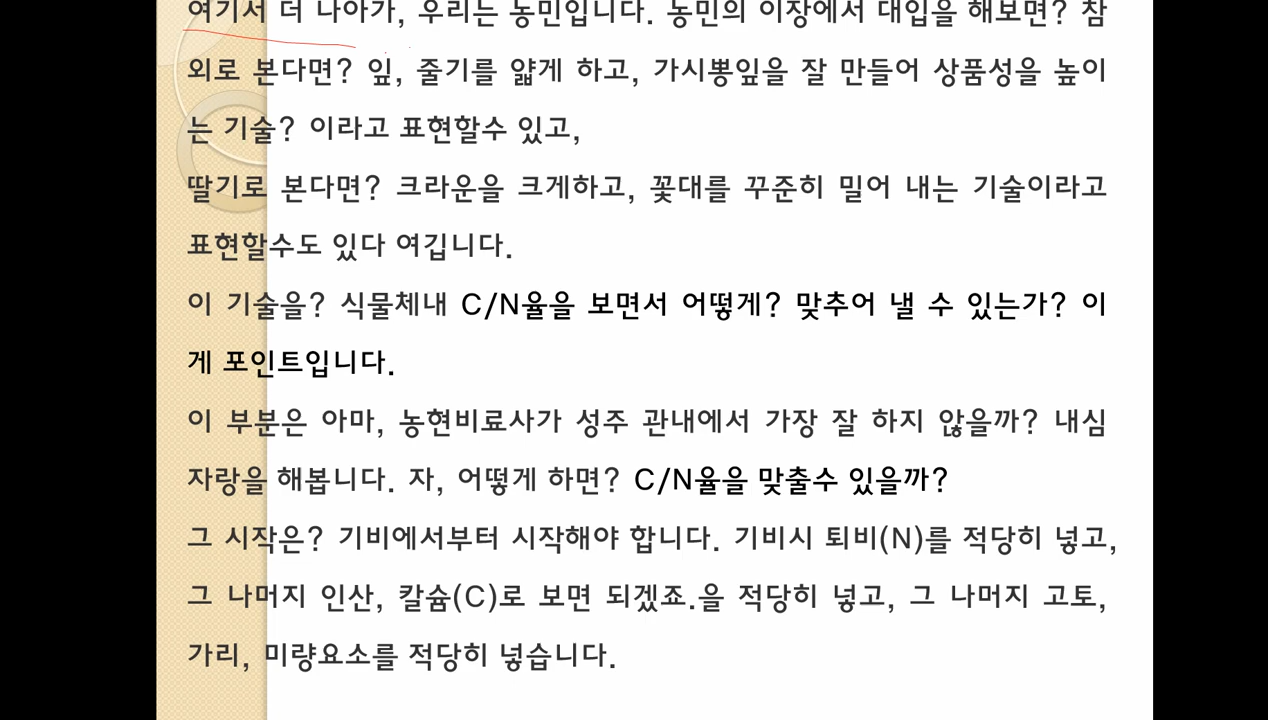 여기서 더 나아가, 우리는 농민입니다. 농민의 이장에서 대입을 해보면? 참
외로 본다면? 잎, 줄기를 얇게 하고, 가시뽕잎을 잘 만들어 상품성을 높이
는 기술? 이라고 표현할수 있고,
딸기로 본다면? 크라운을 크게하고, 꽃대를 꾸준히 밀어 내는 기술이라고
표현할수도 있다 여깁니다.
이 기술을? 식물체내 C/N율을 보면서 어떻게? 맞추어 낼 수 있는가? 이
게 포인트입니다.
이 부분은 아마, 농현비료사가 성주 관내에서 가장 잘 하지 않을까? 내심
자랑을 해봅니다. 자, 어떻게 하면? C/N율을 맞출수 있을까?
그 시작은? 기비에서부터 시작해야 합니다. 기비시 퇴비(N)를 적당히 넣고,
그 나머지 인산, 칼슘(C)로 보면 되겠죠.을 적당히 넣고, 그 나머지 고토,
가리, 미량요소를 적당히 넣습니다.